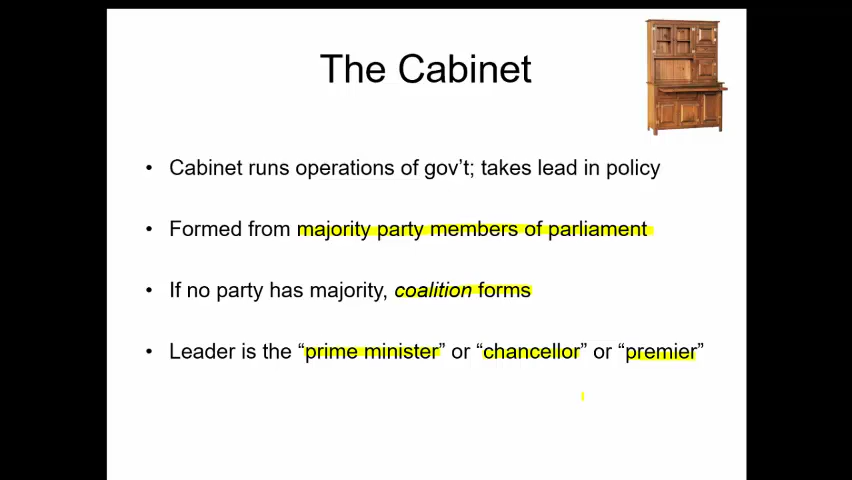 The Cabinet
• Cabinet runs operations of gov’t; takes lead in policy
• Formed from majority party members of parliament
• If no party has majority, coalition forms
• Leader is the “prime minister” or “chancellor” or “premier”